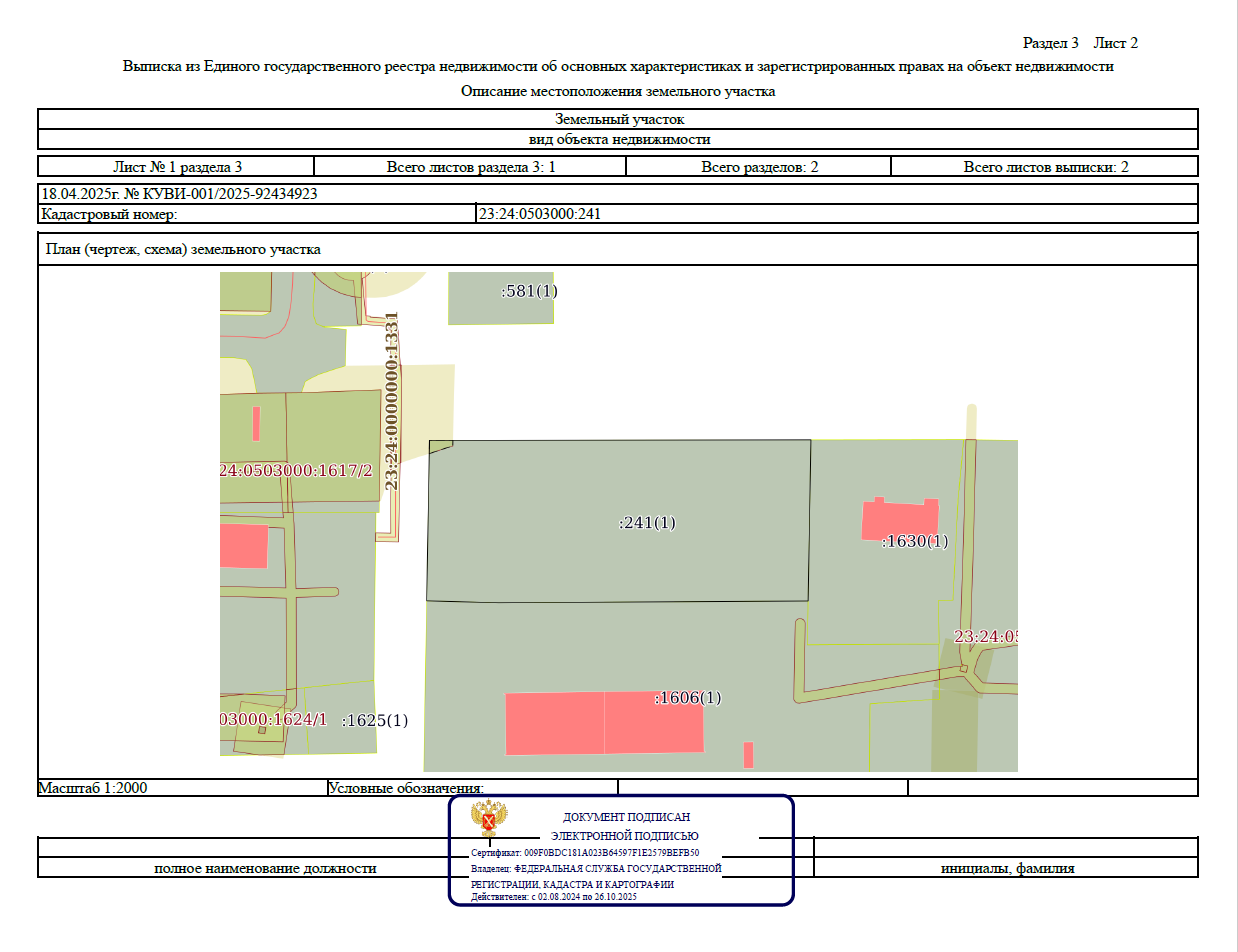 Раздел 3 Лист 2
Выписка из Единого государственного реестра недвижимости об основных характеристиках и зарегистрированных правах на объект недвижимости
Описание местоположения земельного участка
Земельный участок
вид объекта недвижимости
Лист № 1 раздела 3 Всего листов раздела 3: 1 Всего разделов: 2 Всего листов выписки: 2
18.04.2025г. № КУВИ-001/2025-92434923
Кадастровый номер: 23:24:0503000:241
План (чертеж, схема) земельного участка
:581(1)
23:24:0000000:1331
24:0503000:1617/2
:241(1)
:1630(1)
23:24:05
:1606(1)
03000:1624/1 :1625(1)
Масштаб 1:2000 Условные обозначения:
ДОКУМЕНТ ПОДПИСАН
ЭЛЕКТРОННОЙ ПОДПИСЬЮ
Сертификат: 009F0BDC181A023B64597F1E2579BEFB50
Владелец: ФЕДЕРАЛЬНАЯ СЛУЖБА ГОСУДАРСТВЕННОЙ
РЕГИСТРАЦИИ, КАДАСТРА И КАРТОГРАФИИ
Действителен: с 02.08.2024 по 26.10.2025
полное наименование должности инициалы, фамилия